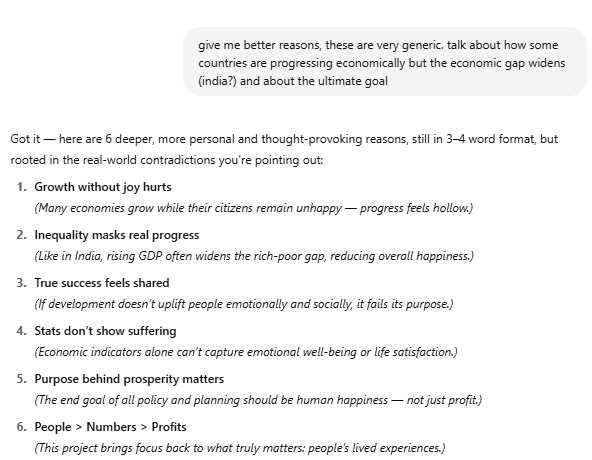 give me better reasons, these are very generic. talk about how some
countries are progressing economically but the economic gap widens
(india?) and about the ultimate goal
Got it — here are 6 deeper, more personal and thought-provoking reasons, still in 3–4 word format, but
rooted in the real-world contradictions you're pointing out:
1. Growth without joy hurts
(Many economies grow while their citizens remain unhappy — progress feels hollow.)
2. Inequality masks real progress
(Like in India, rising GDP often widens the rich-poor gap, reducing overall happiness.)
3. True success feels shared
(If development doesn't uplift people emotionally and socially, it fails its purpose.)
4. Stats don't show suffering
(Economic indicators alone can't capture emotional well-being or life satisfaction.)
5. Purpose behind prosperity matters
(The end goal of all policy and planning should be human happiness — not just profit.)
6. People > Numbers > Profits
(This project brings focus back to what truly matters: people's lived experiences.)